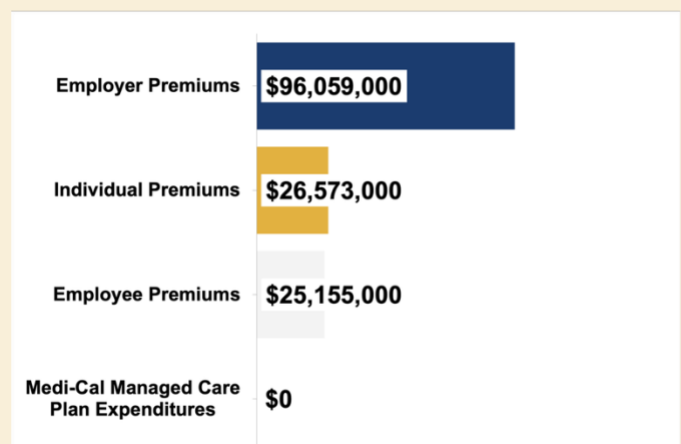 Employer Premiums $96,059,000
Individual Premiums $26,573,000
Employee Premiums $25,155,000
Medi-Cal Managed Care
Plan Expenditures
$0